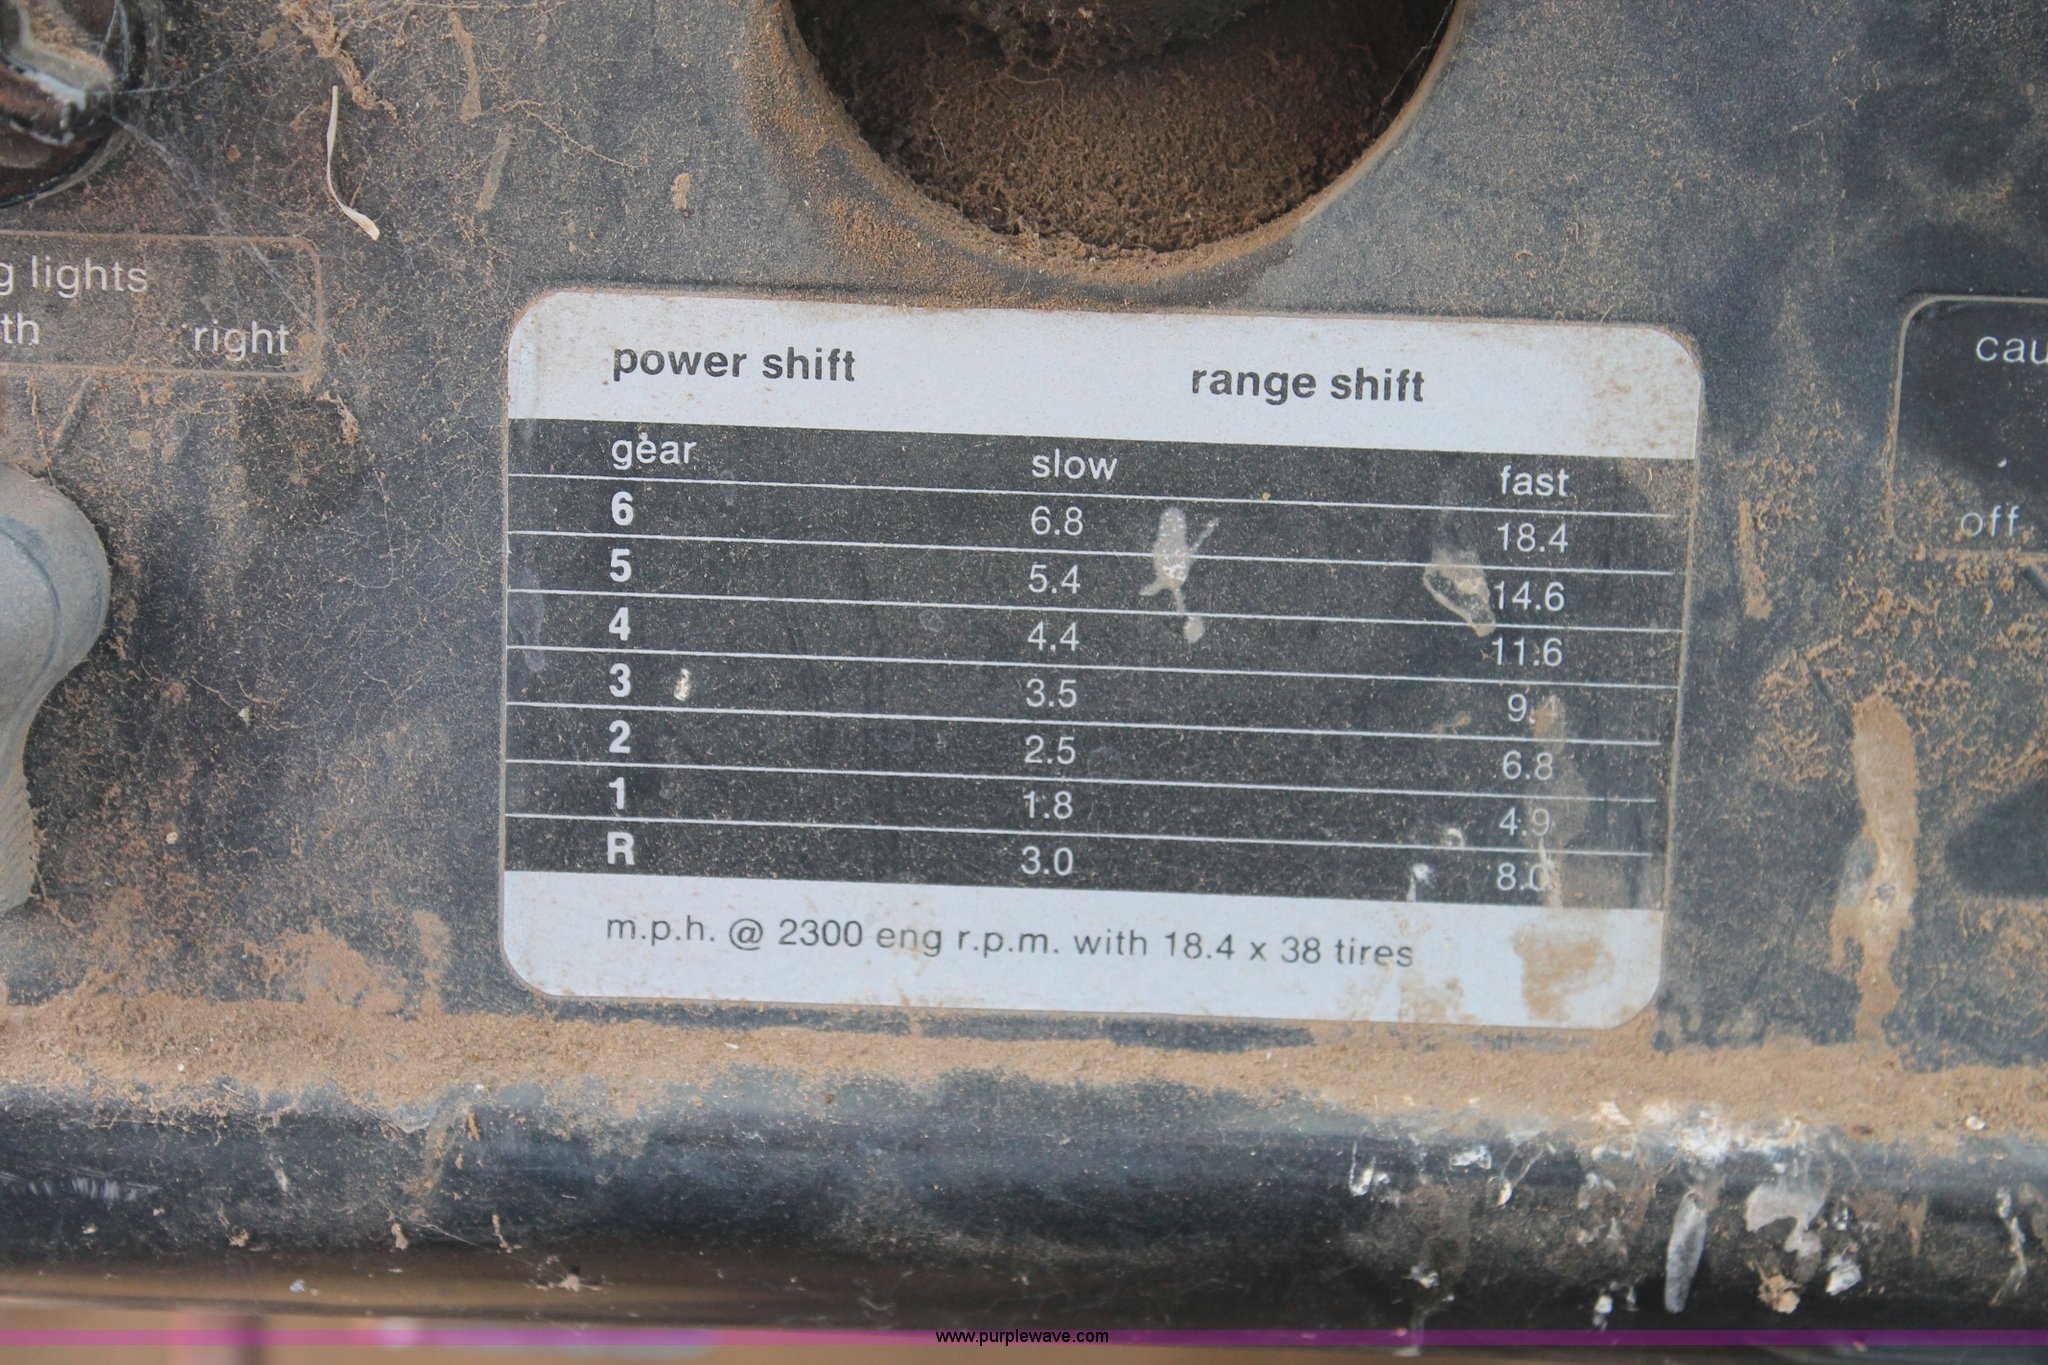 g lights
th right
power shift range shift
gear slow fast
6 6.8 18.4
5 5.4 14.6
4 4.4 11.6
3 3.5
2 2.5 6.8
1 1.8 4.9
R 3.0 8.0
m.p.h. @ 2300 eng r.p.m. with 18.4 x 38 tires
cau
off
www.purplewave.com